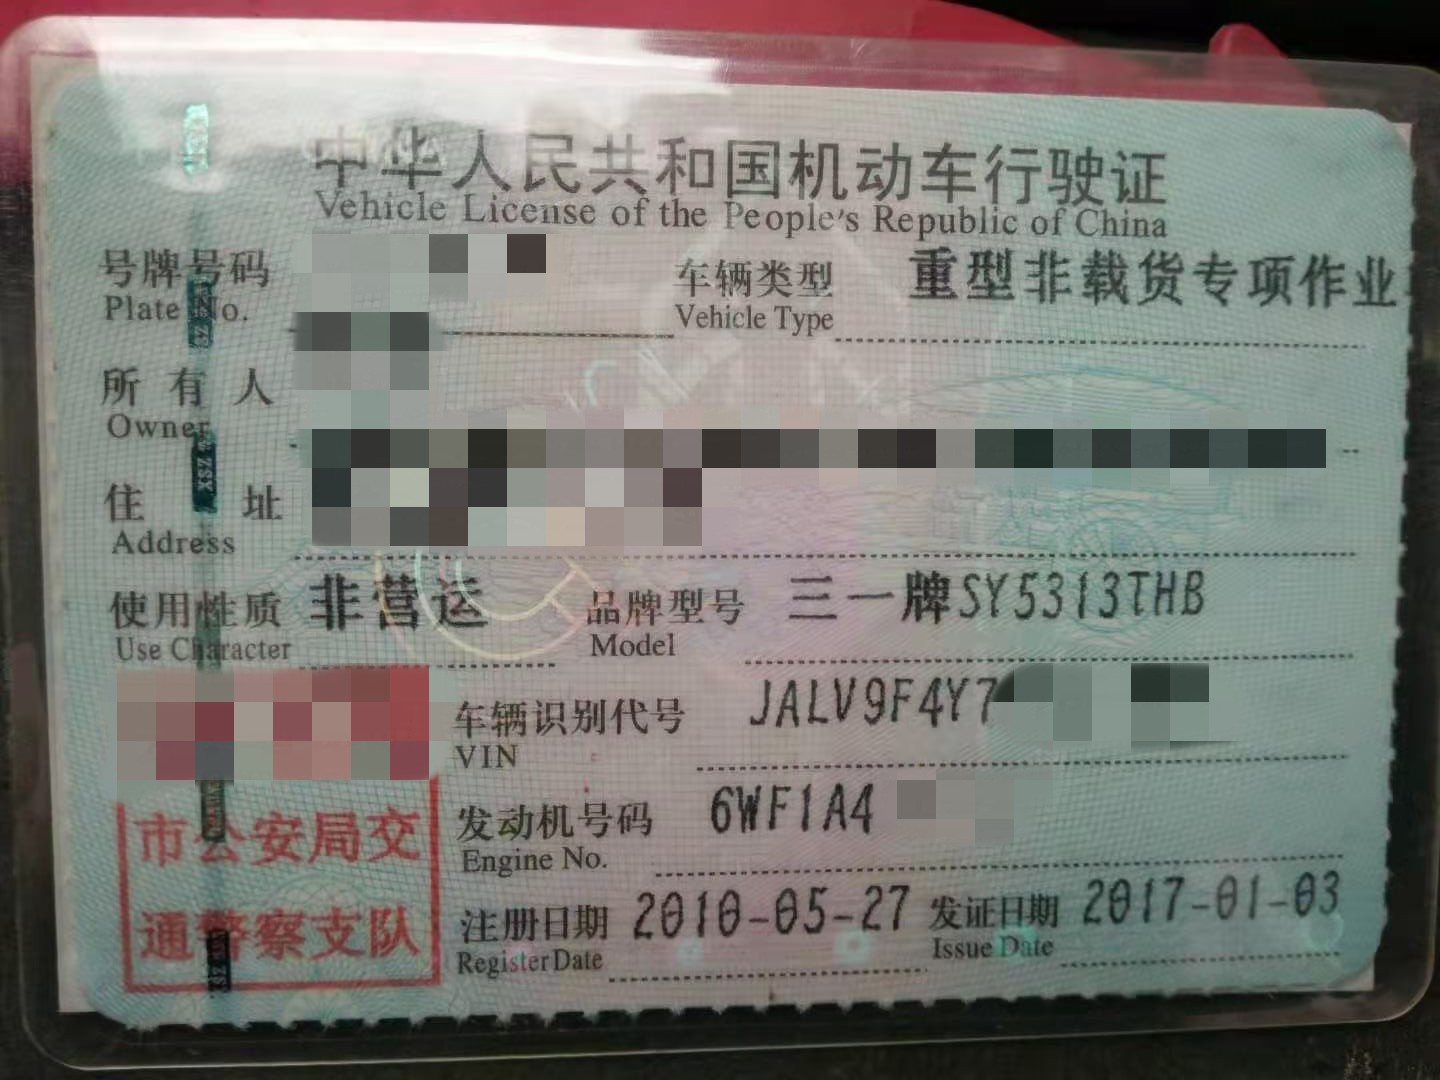 中华人民共和国机动车行驶证
Vehicle License of the People's Republic of China
号牌号码
Plate No.
车辆类型 重型非载货专项作业
Vehicle Type
所有人
Owner
住址
Address
使用性质 非营运
Use Character
品牌型号 三一牌SY5313THB
Model
车辆识别代号 JALV9F4Y7
VIN
发动机号码 6WF1A4
Engine No.
注册日期 2010-05-27
Register Date
发证日期 2017-01-03
Issue Date
市公安局交
通警察支队